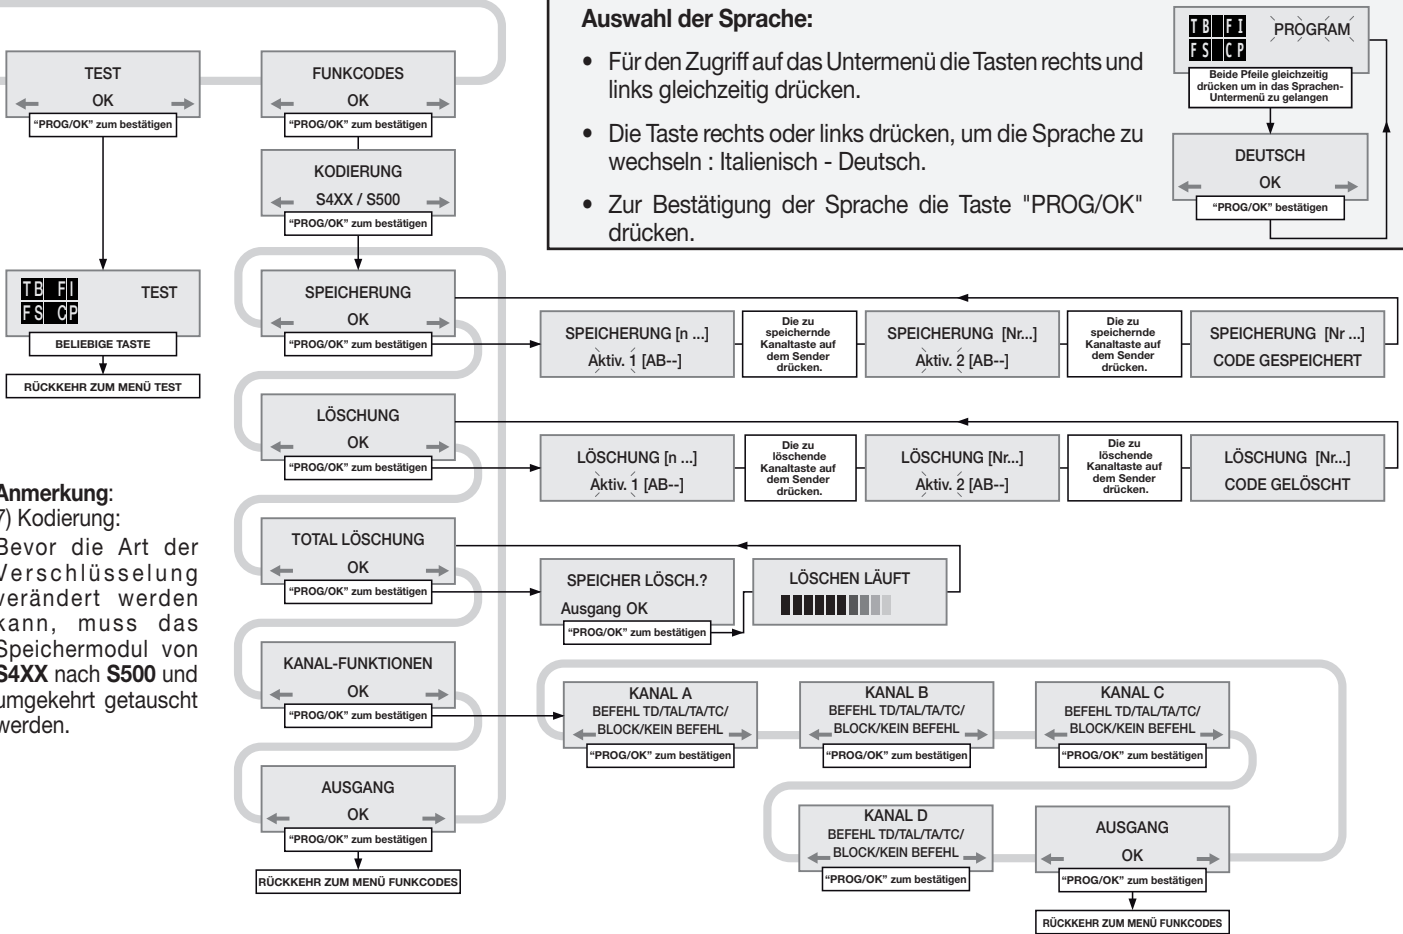 TEST
OK
"PROG/OK" zum bestätigen
TB FI
FS CP
TEST
BELIEBIGE TASTE
RÜCKKEHR ZUM MENÜ TEST
Anmerkung:
7) Kodierung:
Bevor die Art der
Verschlüsselung
verändert werden
kann, muss das
Speichermodul von
S4XX nach S500 und
umgekehrt getauscht
werden.
FUNKCODES
OK
"PROG/OK" zum bestätigen
KODIERUNG
S4XX / S500
"PROG/OK" zum bestätigen
SPEICHERUNG
OK
"PROG/OK" zum bestätigen
SPEICHERUNG [n ...]
Aktiv. 1 [AB--]
Die zu
speichernde
Kanaltaste auf
dem Sender
drücken.
SPEICHERUNG [Nr...]
Aktiv. 2 [AB--]
Die zu
speichernde
Kanaltaste auf
dem Sender
drücken.
SPEICHERUNG [Nr ...]
CODE GESPEICHERT
LÖSCHUNG
OK
"PROG/OK" zum bestätigen
LÖSCHUNG [n ...]
Aktiv. 1 [AB--]
Die zu
löschende
Kanaltaste auf
dem Sender
drücken.
LÖSCHUNG [Nr...]
Aktiv. 2 [AB--]
Die zu
löschende
Kanaltaste auf
dem Sender
drücken.
LÖSCHUNG [Nr...]
CODE GELÖSCHT
TOTAL LÖSCHUNG
OK
"PROG/OK" zum bestätigen
SPEICHER LÖSCH.?
Ausgang OK
"PROG/OK" zum bestätigen
LÖSCHEN LÄUFT
KANAL-FUNKTIONEN
OK
"PROG/OK" zum bestätigen
KANAL A
BEFEHL TD/TAL/TA/TC/
BLOCK/KEIN BEFEHL
"PROG/OK" zum bestätigen
KANAL B
BEFEHL TD/TAL/TA/TC/
BLOCK/KEIN BEFEHL
"PROG/OK" zum bestätigen
KANAL C
BEFEHL TD/TAL/TA/TC/
BLOCK/KEIN BEFEHL
"PROG/OK" zum bestätigen
KANAL D
BEFEHL TD/TAL/TA/TC/
BLOCK/KEIN BEFEHL
"PROG/OK" zum bestätigen
AUSGANG
OK
"PROG/OK" zum bestätigen
RÜCKKEHR ZUM MENÜ FUNKCODES
AUSGANG
OK
"PROG/OK" zum bestätigen
RÜCKKEHR ZUM MENÜ FUNKCODES
Auswahl der Sprache:
• Für den Zugriff auf das Untermenü die Tasten rechts und
links gleichzeitig drücken.
• Die Taste rechts oder links drücken, um die Sprache zu
wechseln : Italienisch - Deutsch.
• Zur Bestätigung der Sprache die Taste "PROG/OK"
drücken.
TB FI
FS CP
PROGRAM
Beide Pfeile gleichzeitig
drücken um in das Sprachen-
Untermenü zu gelangen
DEUTSCH
OK
"PROG/OK" bestätigen